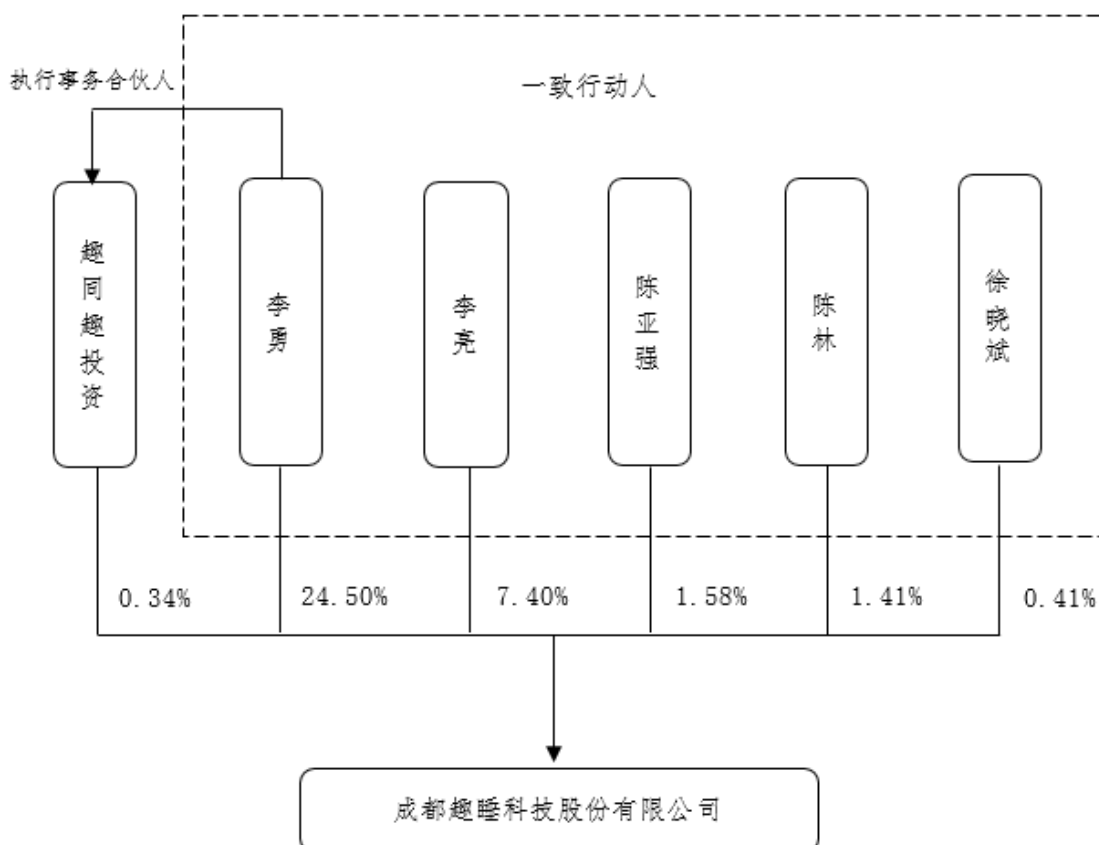 执行事务合伙人
一致行动人
趣同趣投资
李勇
李亮
陈亚强
陈林
徐晓斌
0.34%
24.50%
7.40%
1.58%
1.41%
0.41%
成都趣睡科技股份有限公司